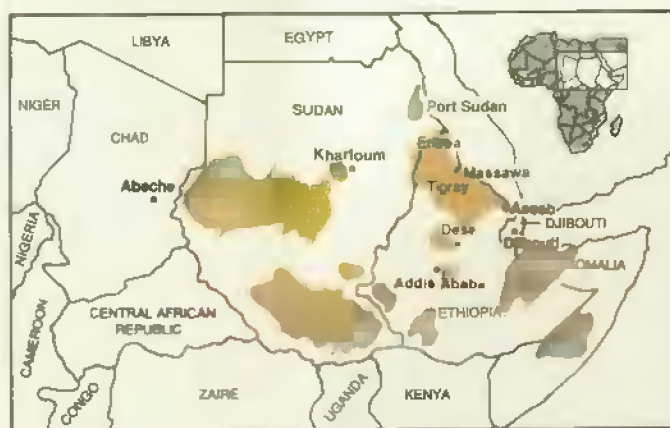 LIBYA
EGYPT
NIGER
SUDAN
Port Sudan
CHAD
Khartoum
Eritrea
Massawa
Tigray
Abeche
Assab
DJIBOUTI
Dese
Djibouti
NIGERIA
SOMALIA
Addis Ababa
CENTRAL AFRICAN
REPUBLIC
ETHIOPIA
CAMEROON
CONGO
ZAIRE
UGANDA
KENYA